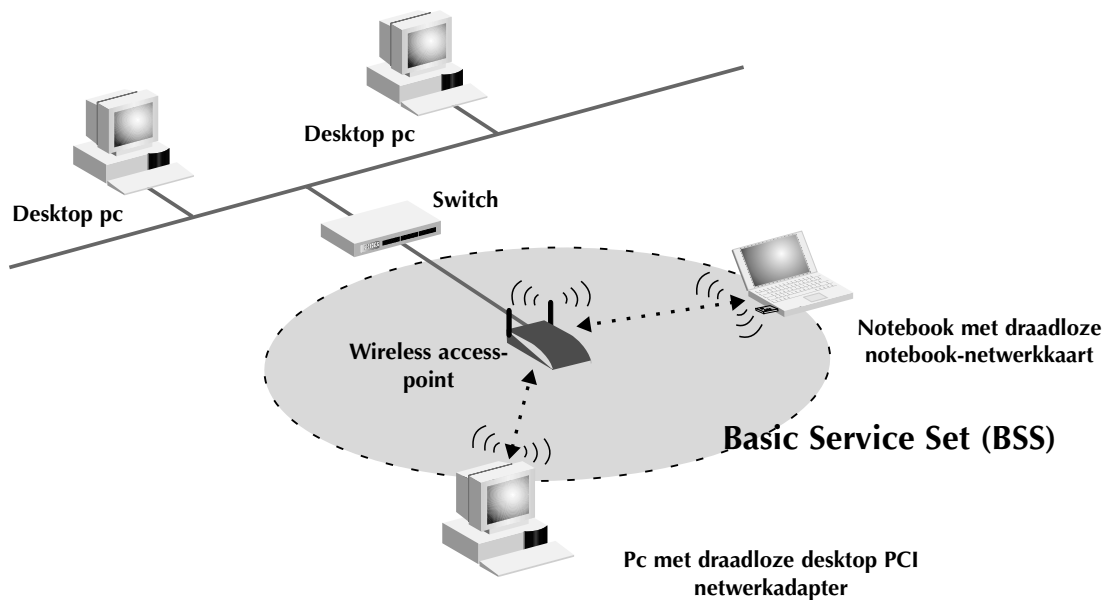 Desktop pc
Desktop pc
Switch
Wireless access-
point
Notebook met draadloze
notebook-netwerkkaart
Basic Service Set (BSS)
Pc met draadloze desktop PCI
netwerkadapter